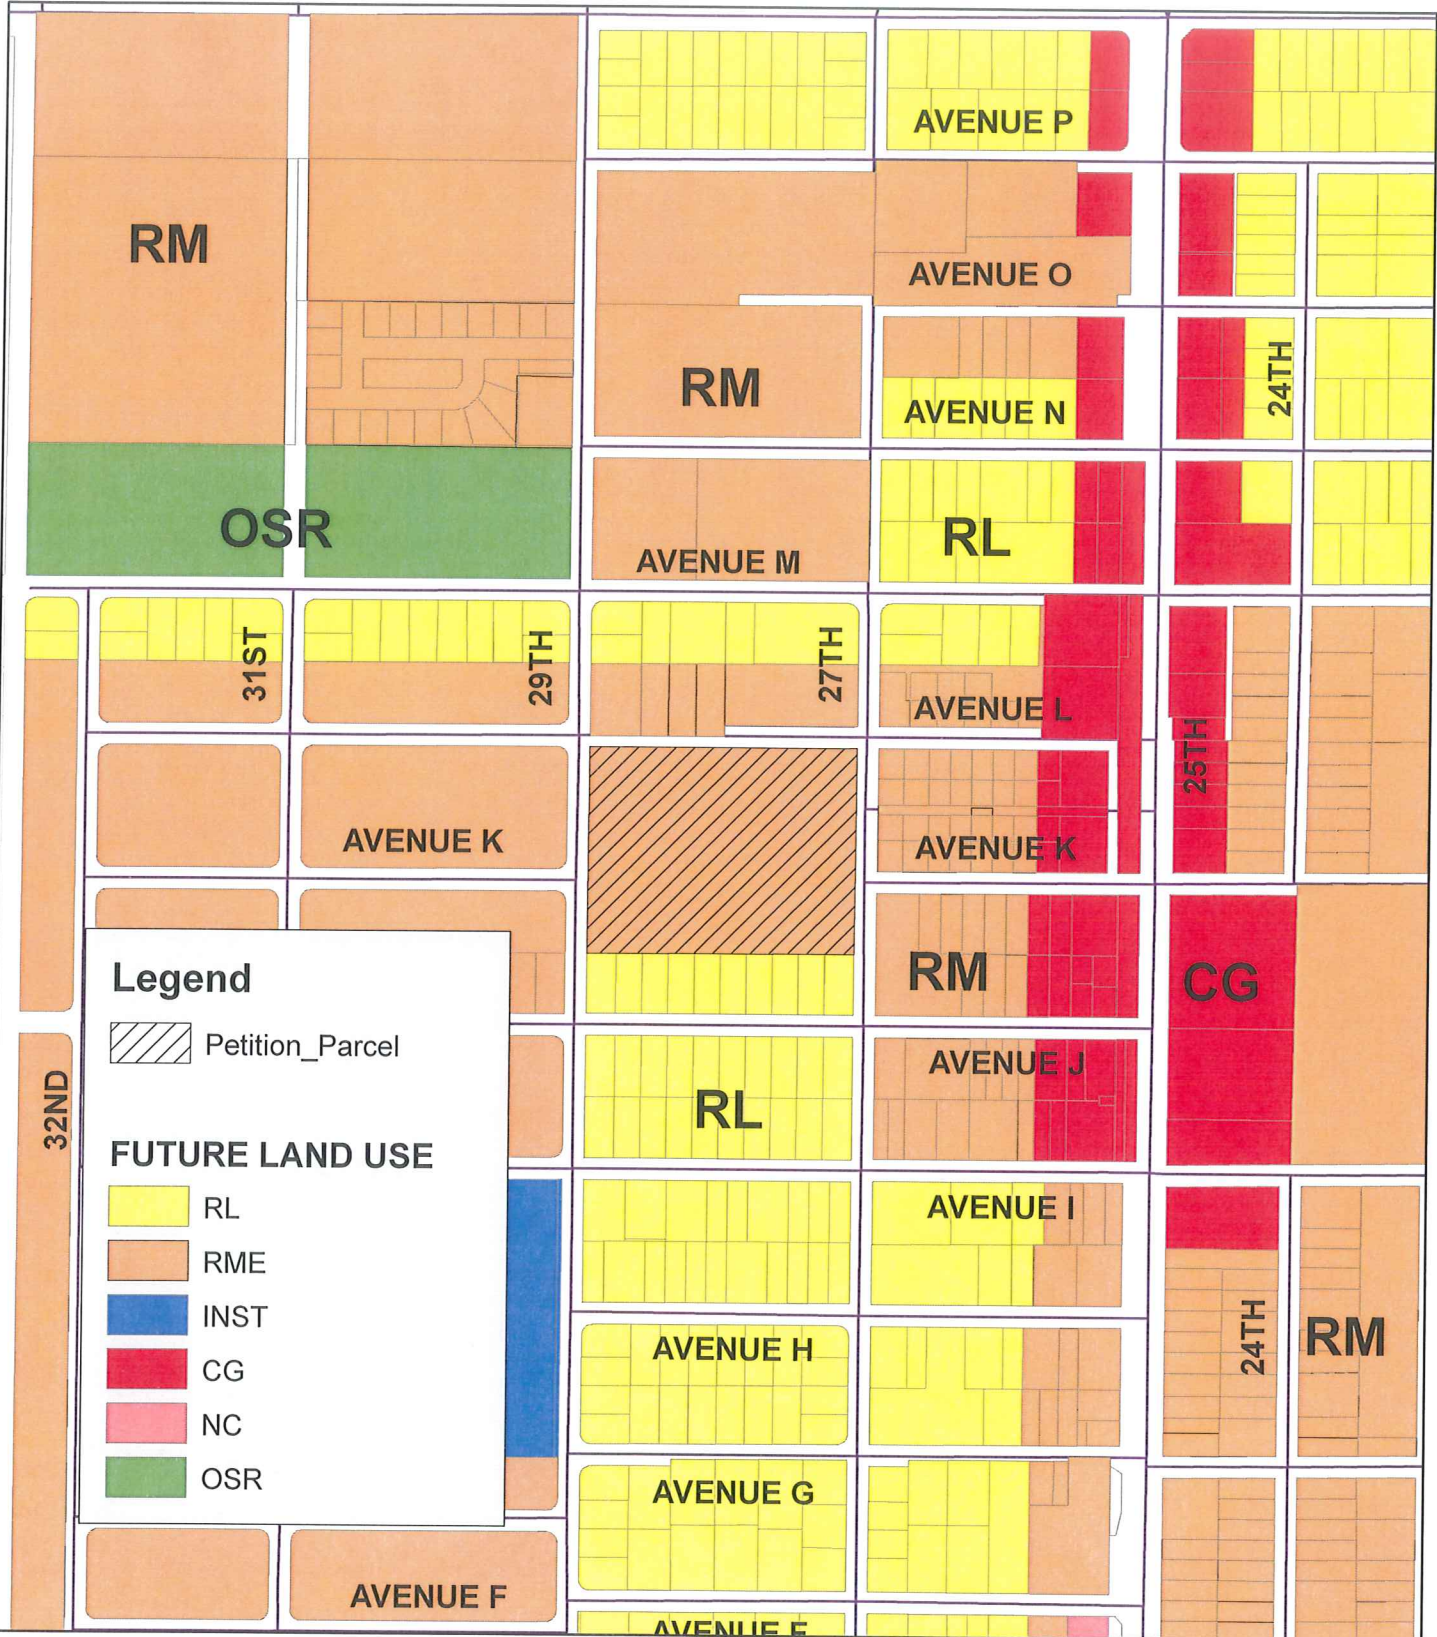 AVENUE P
RM
AVENUE O
24TH
RM
AVENUE N
OSR
RL
AVENUE M
31ST
29TH
27TH
AVENUE L
25TH
AVENUE K
AVENUE K
RM
CG
Legend
Petition_Parcel
AVENUE J
32ND
RL
FUTURE LAND USE
RL
RME
INST
CG
NC
OSR
AVENUE I
24TH
RM
AVENUE H
AVENUE G
AVENUE F